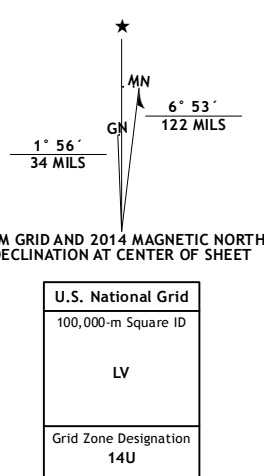 MN
GN
6° 53´
122 MILS
1° 56´
34 MILS
M GRID AND 2014 MAGNETIC NORTH
DECLINATION AT CENTER OF SHEET
U.S. National Grid
100,000-m Square ID
LV
Grid Zone Designation
14U